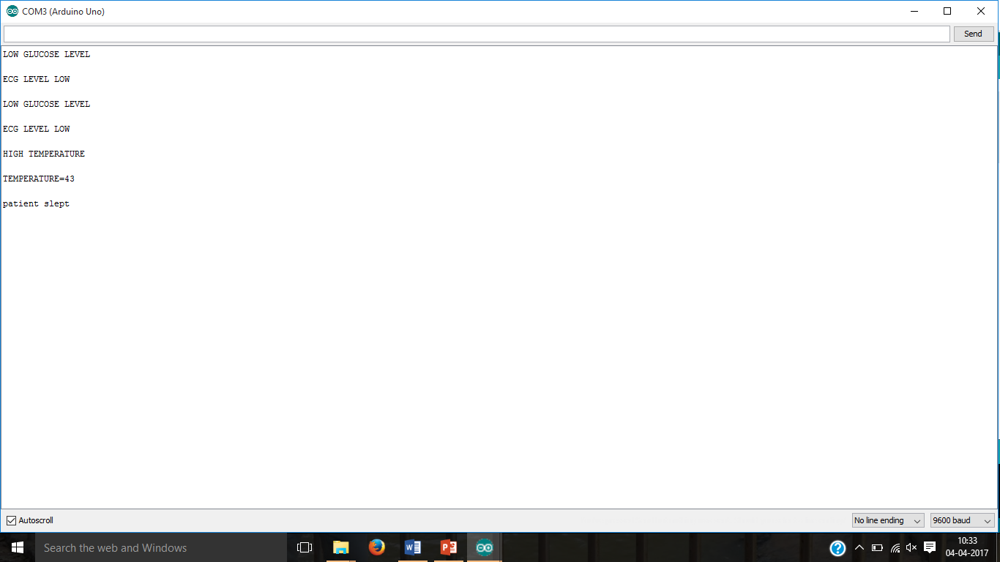 COM3 (Arduino Uno)
Send
LOW GLUCOSE LEVEL
ECG LEVEL LOW
LOW GLUCOSE LEVEL
ECG LEVEL LOW
HIGH TEMPERATURE
TEMPERATURE=43
patient slept
Autoscroll
No line ending
9600 baud
Search the web and Windows
10:33
04-04-2017